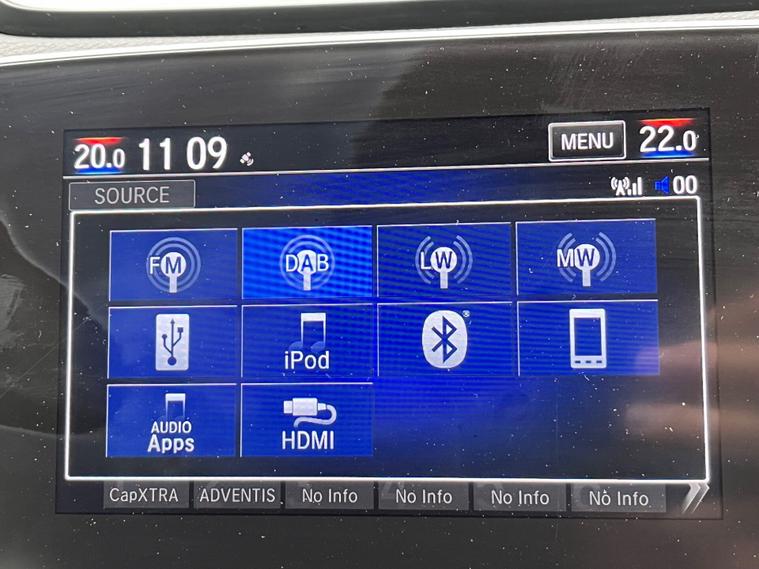 20.0 11 09 MENU 22.0
SOURCE 00
FM DAB LW MW
iPod ®
AUDIO
Apps HDMI
CapXTRA ADVENTIS No Info No Info No Info No Info